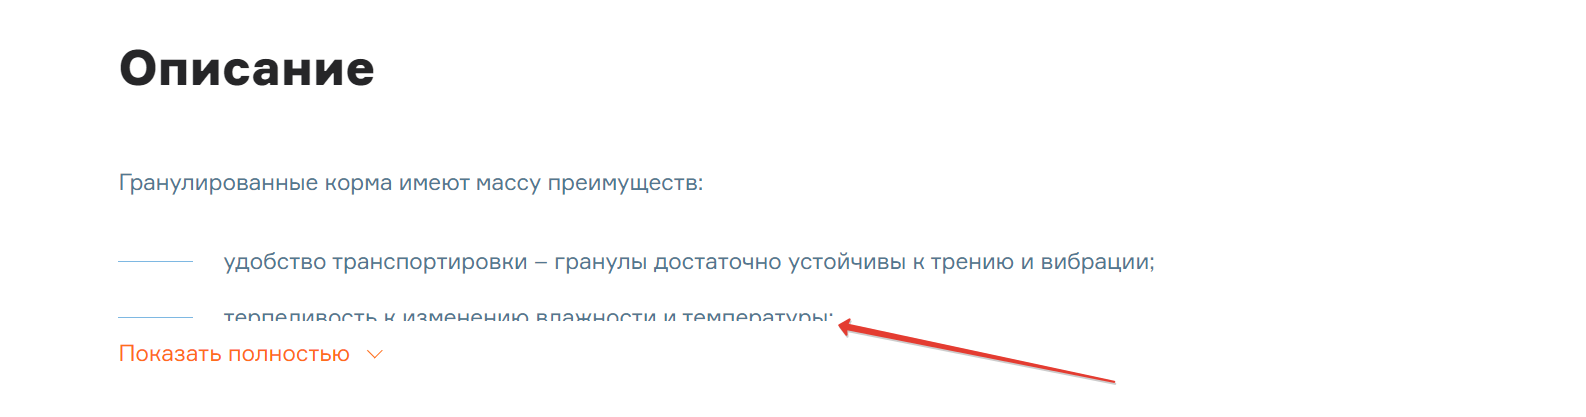 Описание
Гранулированные корма имеют массу преимуществ:
удобство транспортировки – гранулы достаточно устойчивы к трению и вибрации;
терпеливость к изменению влажности и температуры;
Показать полностью